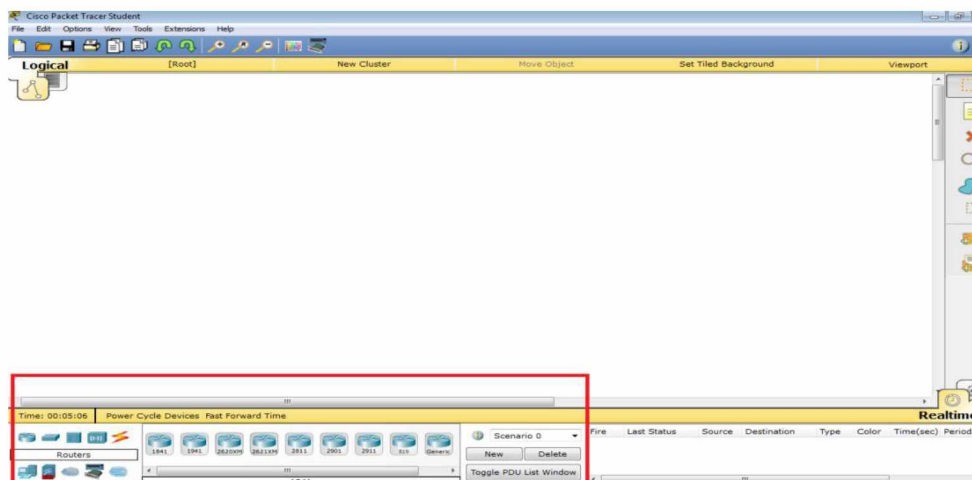 Cisco Packet Tracer Student
File Edit Options View Tools Extensions Help
Logical [Root] New Cluster Move Object Set Tiled Background Viewport
Time: 00:05:06 Power Cycle Devices Fast Forward Time Realtime
Scenario 0 Fire Last Status Source Destination Type Color Time(sec) Period
1841 1941 2620XM 2621XM 2811 2901 2911 819 Generic
Routers New Delete
Toggle PDU List Window